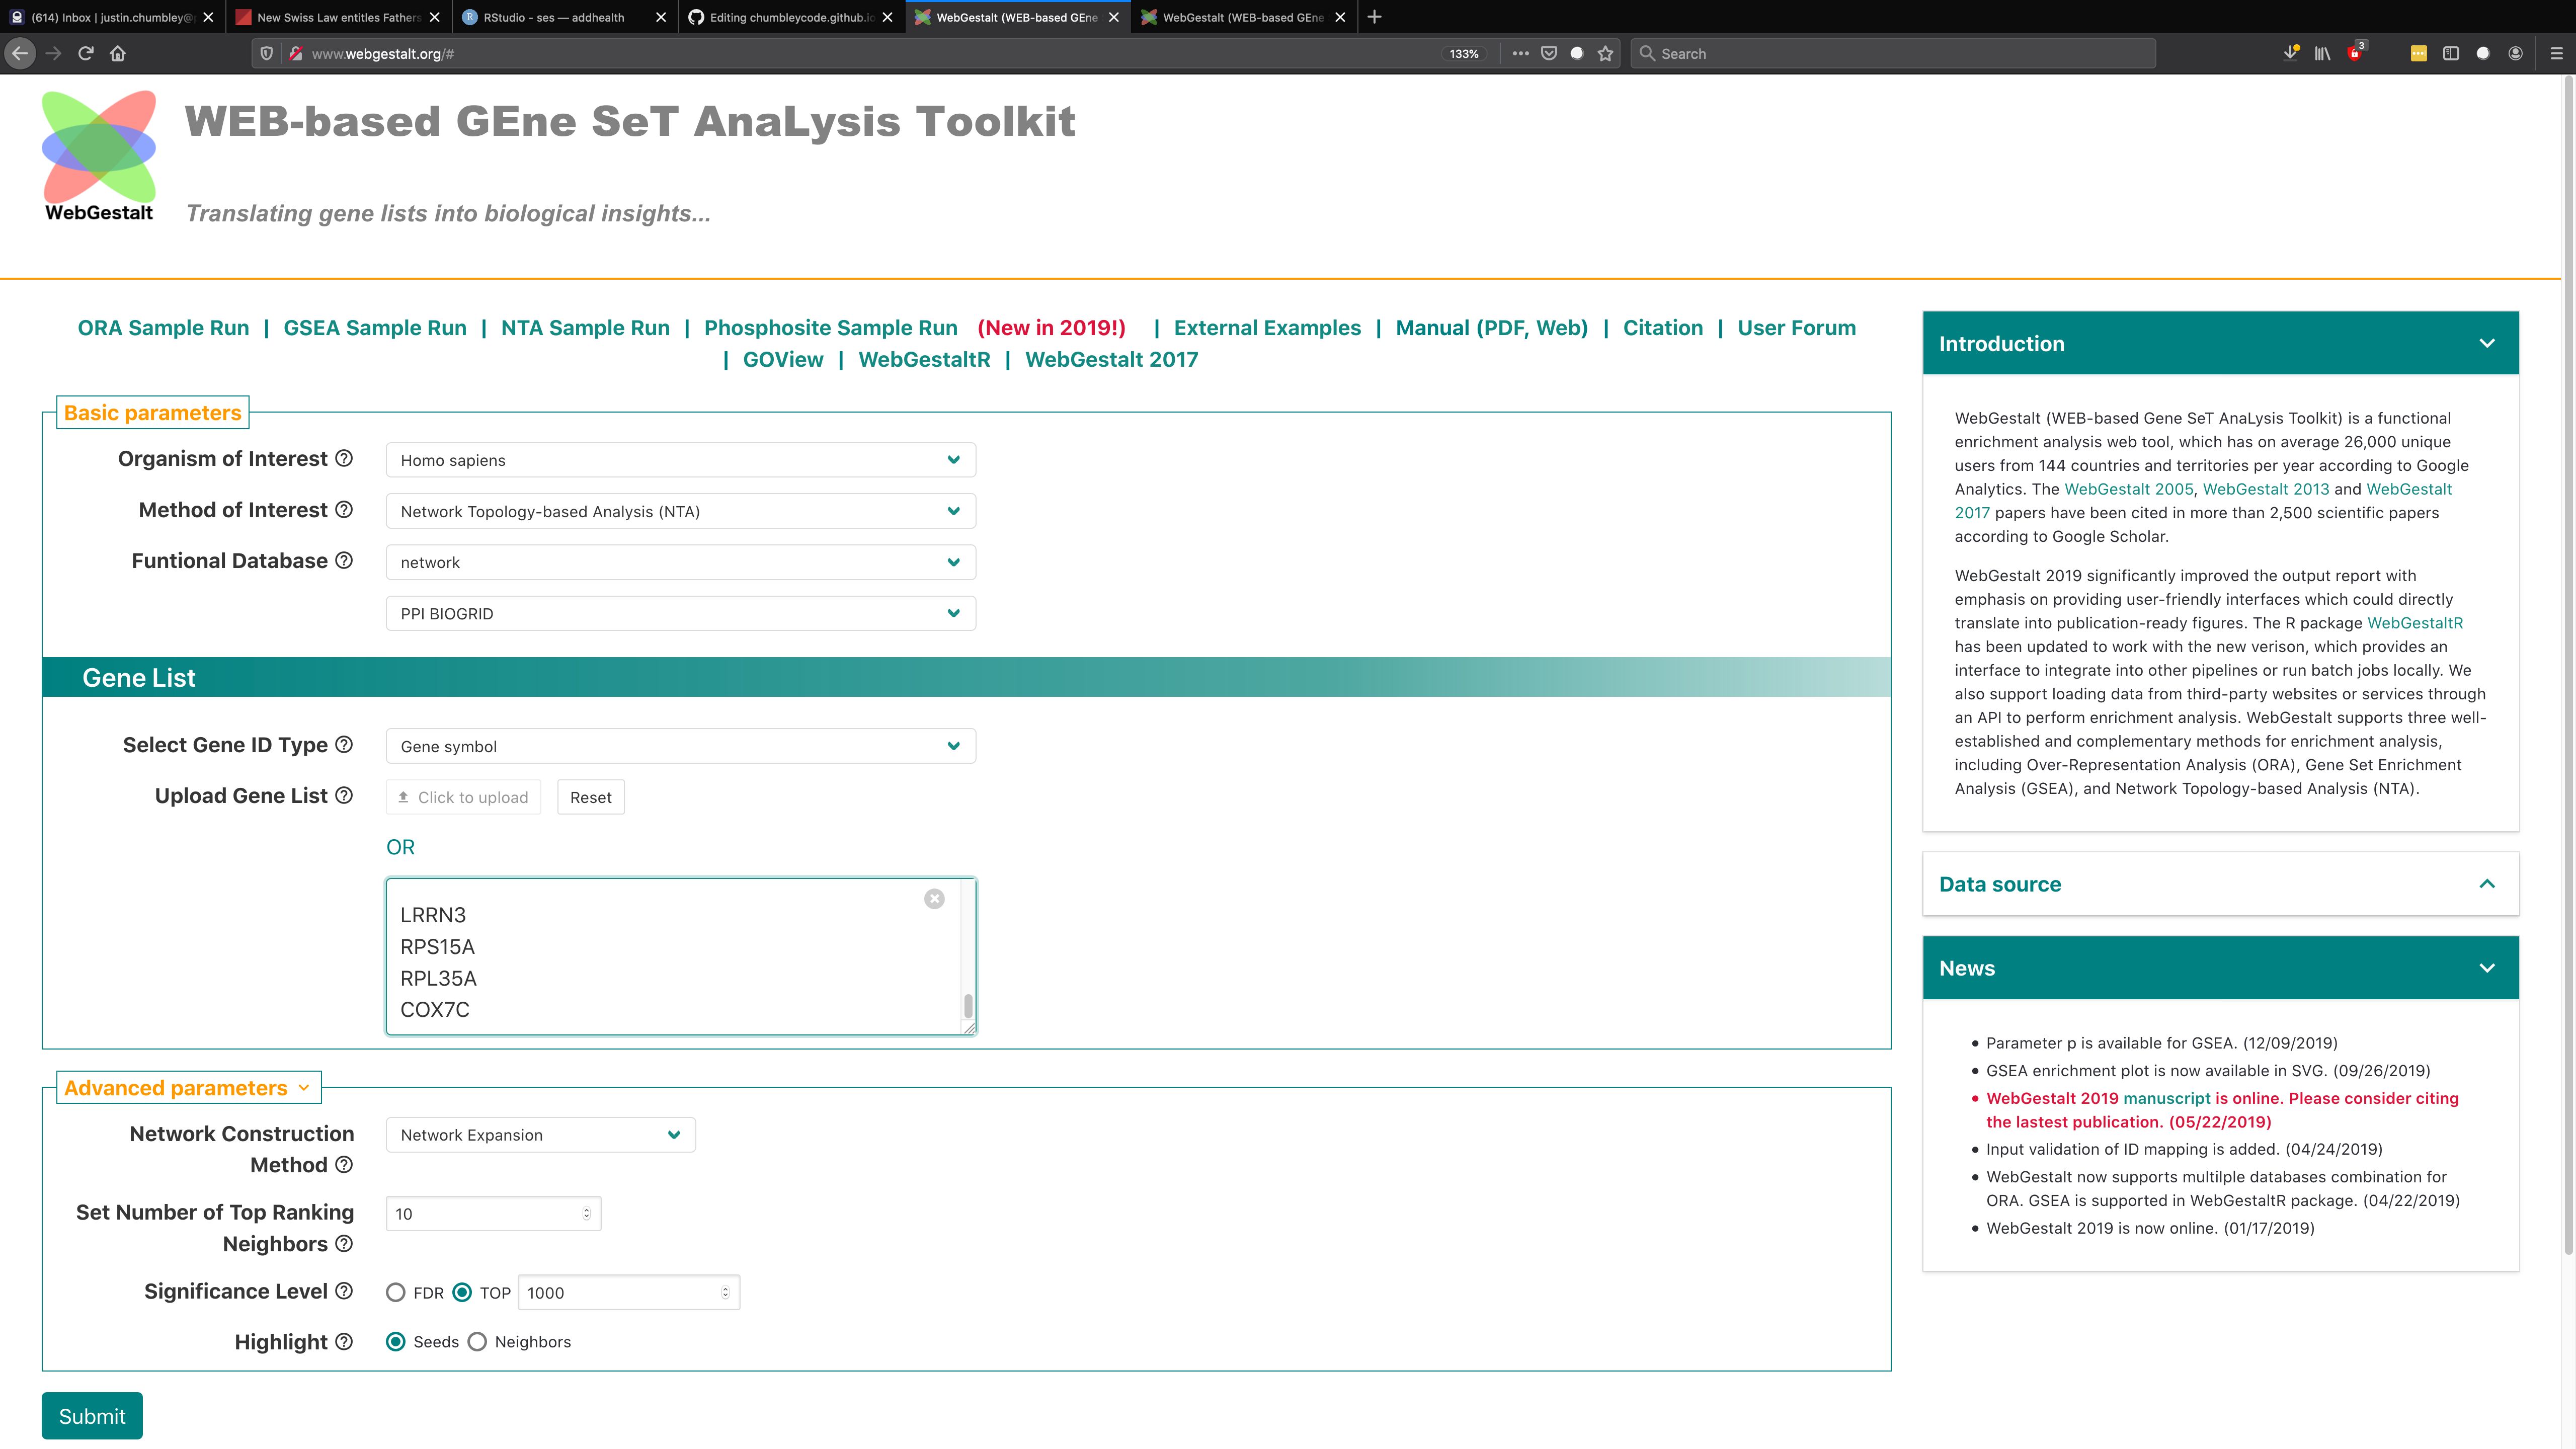 (614) Inbox | justin.chumbley@
New Swiss Law entitles Fathers
RStudio - ses — addhealth
Editing chumbleycode.github.io
WebGestalt (WEB-based GEne
WebGestalt (WEB-based GEne
www.webgestalt.org/#
133%
Search
3
WebGestalt
WEB-based GEne SeT AnaLysis Toolkit
Translating gene lists into biological insights...
ORA Sample Run | GSEA Sample Run | NTA Sample Run | Phosphosite Sample Run (New in 2019!) | External Examples | Manual (PDF, Web) | Citation | User Forum
| GOView | WebGestaltR | WebGestalt 2017
Basic parameters
Organism of Interest
Homo sapiens
Method of Interest
Network Topology-based Analysis (NTA)
Funtional Database
network
PPI BIOGRID
Gene List
Select Gene ID Type
Gene symbol
Upload Gene List
Click to upload
Reset
OR
LRRN3
RPS15A
RPL35A
COX7C
Advanced parameters
Network Construction
Method
Network Expansion
Set Number of Top Ranking
Neighbors
10
Significance Level
FDR TOP 1000
Highlight
Seeds Neighbors
Submit
Introduction
WebGestalt (WEB-based Gene SeT AnaLysis Toolkit) is a functional
enrichment analysis web tool, which has on average 26,000 unique
users from 144 countries and territories per year according to Google
Analytics. The WebGestalt 2005, WebGestalt 2013 and WebGestalt
2017 papers have been cited in more than 2,500 scientific papers
according to Google Scholar.
WebGestalt 2019 significantly improved the output report with
emphasis on providing user-friendly interfaces which could directly
translate into publication-ready figures. The R package WebGestaltR
has been updated to work with the new verison, which provides an
interface to integrate into other pipelines or run batch jobs locally. We
also support loading data from third-party websites or services through
an API to perform enrichment analysis. WebGestalt supports three well-
established and complementary methods for enrichment analysis,
including Over-Representation Analysis (ORA), Gene Set Enrichment
Analysis (GSEA), and Network Topology-based Analysis (NTA).
Data source
News
Parameter p is available for GSEA. (12/09/2019)
GSEA enrichment plot is now available in SVG. (09/26/2019)
WebGestalt 2019 manuscript is online. Please consider citing
the lastest publication. (05/22/2019)
Input validation of ID mapping is added. (04/24/2019)
WebGestalt now supports multilple databases combination for
ORA. GSEA is supported in WebGestaltR package. (04/22/2019)
WebGestalt 2019 is now online. (01/17/2019)